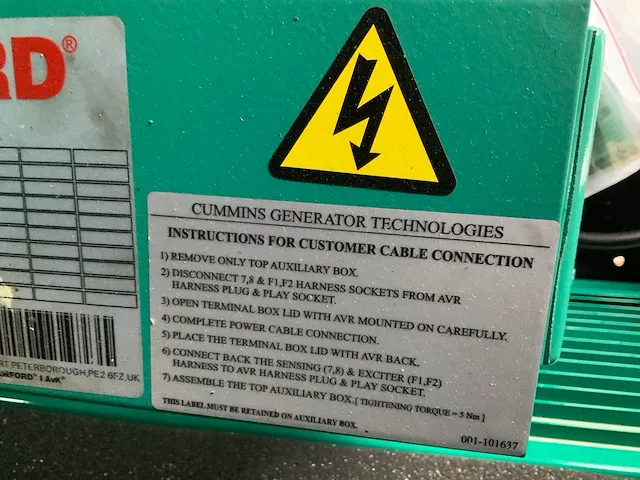 RD®
CUMMINS GENERATOR TECHNOLOGIES
INSTRUCTIONS FOR CUSTOMER CABLE CONNECTION
1) REMOVE ONLY TOP AUXILIARY BOX.
2) DISCONNECT 7,8 & F1,F2 HARNESS SOCKETS FROM AVR
HARNESS PLUG & PLAY SOCKET.
3) OPEN TERMINAL BOX LID WITH AVR MOUNTED ON CAREFULLY.
4) COMPLETE POWER CABLE CONNECTION.
5) PLACE THE TERMINAL BOX LID WITH AVR BACK.
6) CONNECT BACK THE SENSING (7,8) & EXCITER (F1,F2)
HARNESS TO AVR HARNESS PLUG & PLAY SOCKET.
7) ASSEMBLE THE TOP AUXILIARY BOX.[ TIGHTENING TORQUE = 5 Nm ]
THIS LABEL MUST BE RETAINED ON AUXILIARY BOX.
001-101637
RT,PETERBOROUGH,PE2 6FZ,UK
AvK®